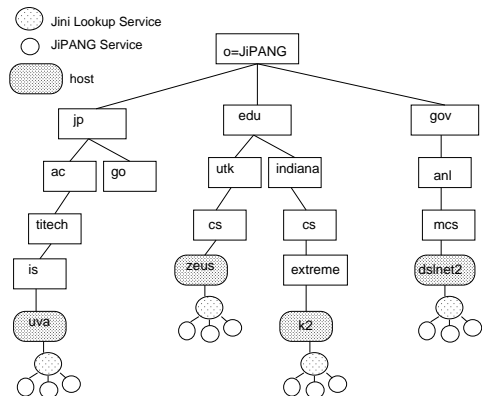 Jini Lookup Service
JiPANG Service
host
o=JiPANG
jp
edu
gov
ac
go
utk
indiana
anl
titech
cs
cs
mcs
is
zeus
extreme
dslnet2
uva
k2